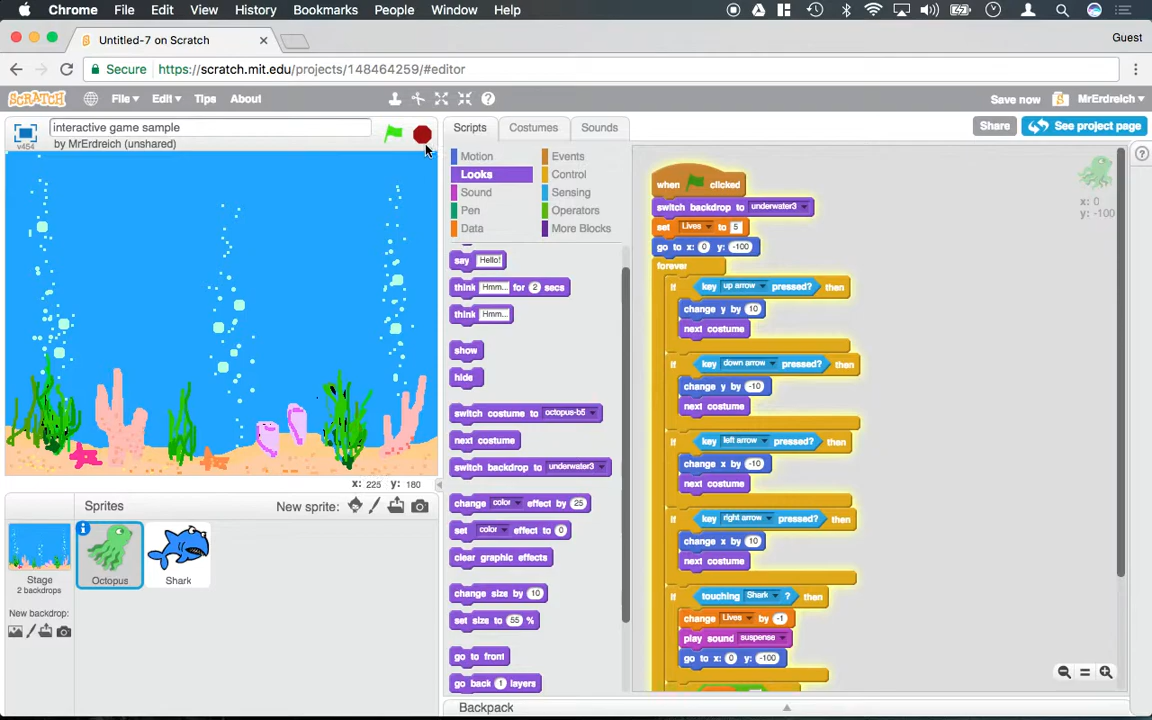 Chrome File Edit View History Bookmarks People Window Help
Untitled-7 on Scratch
Guest
Secure https://scratch.mit.edu/projects/148464259/#editor
SCRATCH File Edit Tips About Save now MrErdreich
v454 interactive game sample
by MrErdreich (unshared)
Scripts Costumes Sounds
Share See project page
Motion Events
Looks Control
Sound Sensing
Pen Operators
Data More Blocks
say Hello!
think Hmm... for 2 secs
think Hmm...
show
hide
switch costume to octopus-b5
next costume
switch backdrop to underwater3
change color effect by 25
set color effect to 0
clear graphic effects
change size by 10
set size to 55 %
go to front
go back 1 layers
when clicked
switch backdrop to underwater3
set Lives to 5
go to x: 0 y: -100
forever
if key up arrow pressed? then
change y by 10
next costume
if key down arrow pressed? then
change y by -10
next costume
if key left arrow pressed? then
change x by -10
next costume
if key right arrow pressed? then
change x by 10
next costume
if touching Shark ? then
change Lives by -1
play sound suspense
go to x: 0 y: -100
x: 0
y: -100
x: 225 y: 180
Sprites New sprite:
Stage
2 backdrops
Octopus
Shark
New backdrop:
Backpack